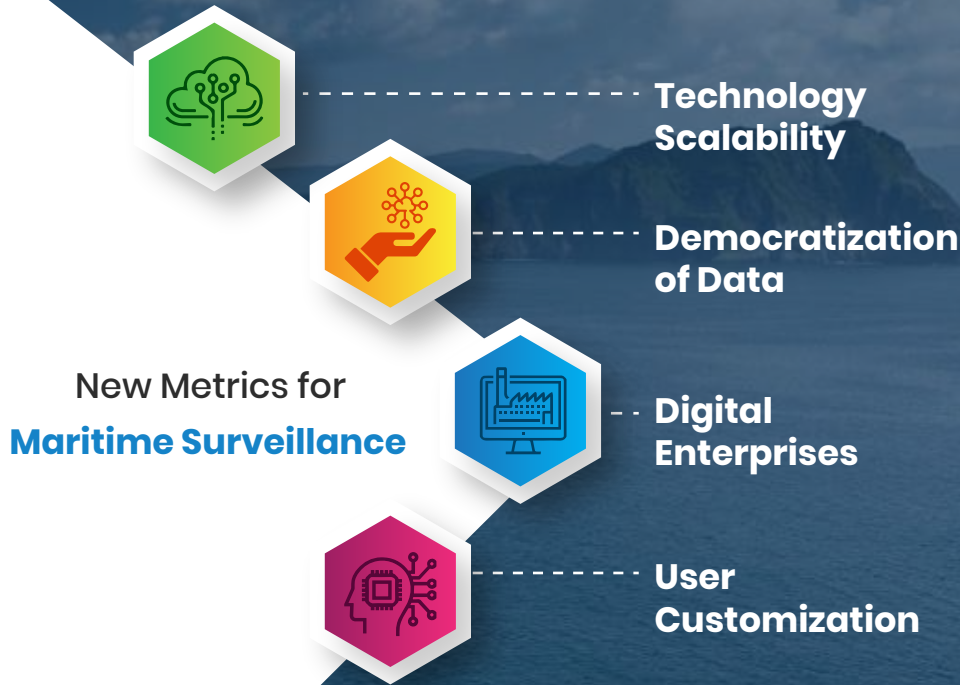 Technology
Scalability
Democratization
of Data
New Metrics for
Maritime Surveillance
Digital
Enterprises
User
Customization